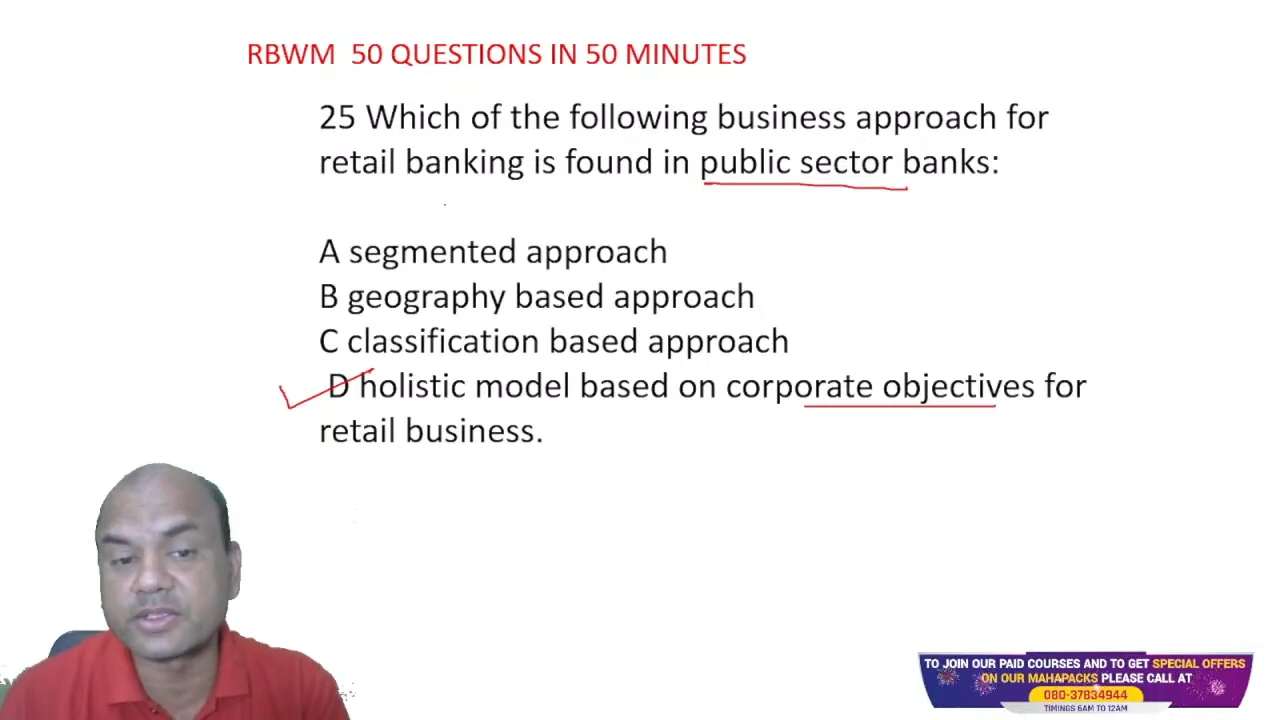 RBWM 50 QUESTIONS IN 50 MINUTES
25 Which of the following business approach for
retail banking is found in public sector banks:
A segmented approach
B geography based approach
C classification based approach
D holistic model based on corporate objectives for
retail business.
TO JOIN OUR PAID COURSES AND TO GET SPECIAL OFFERS
ON OUR MAHAPACKS PLEASE CALL AT
080-37834944
TIMINGS 6AM TO 12AM